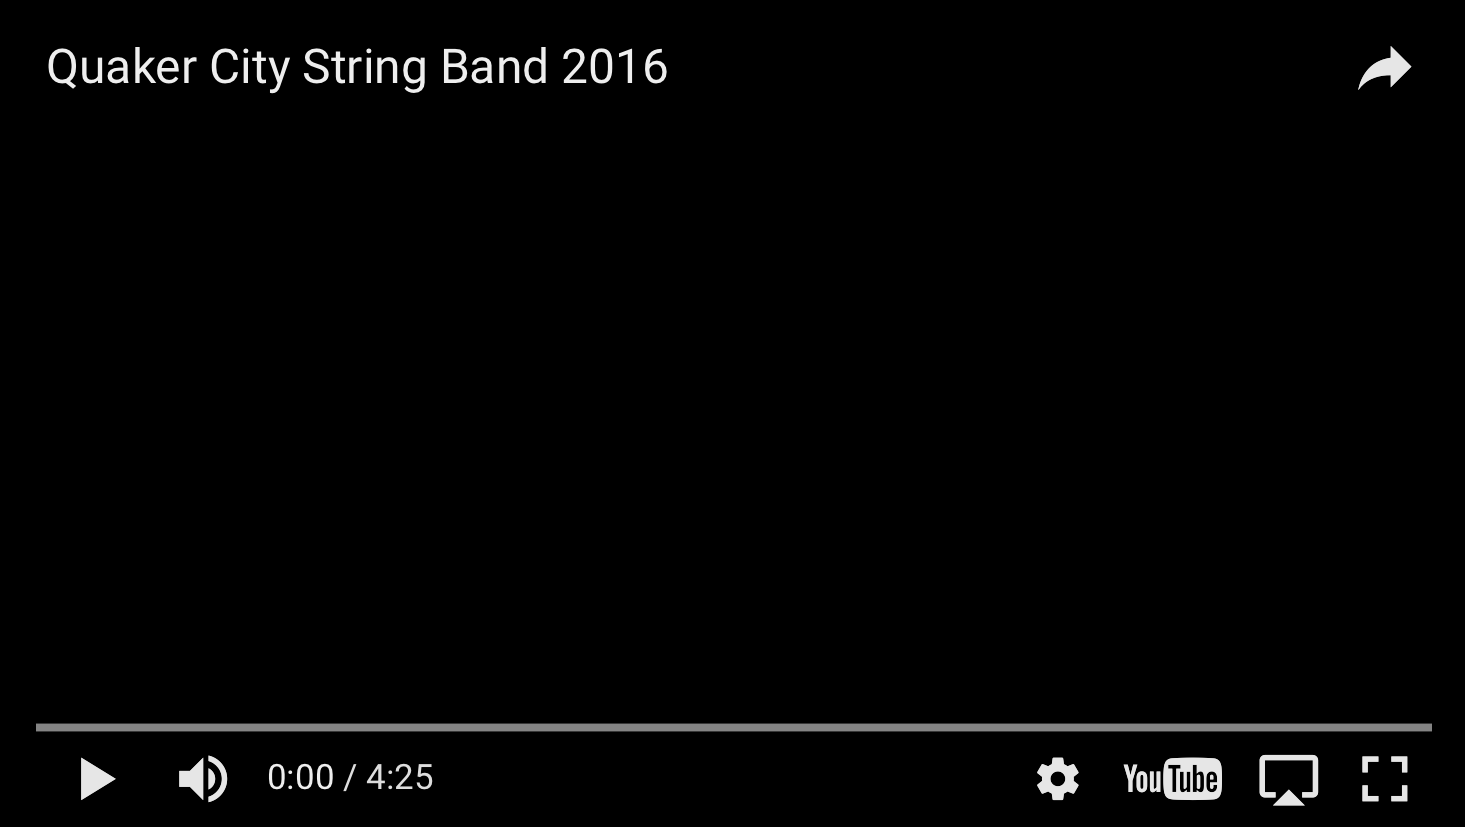 Quaker City String Band 2016
0:00 / 4:25
YouTube